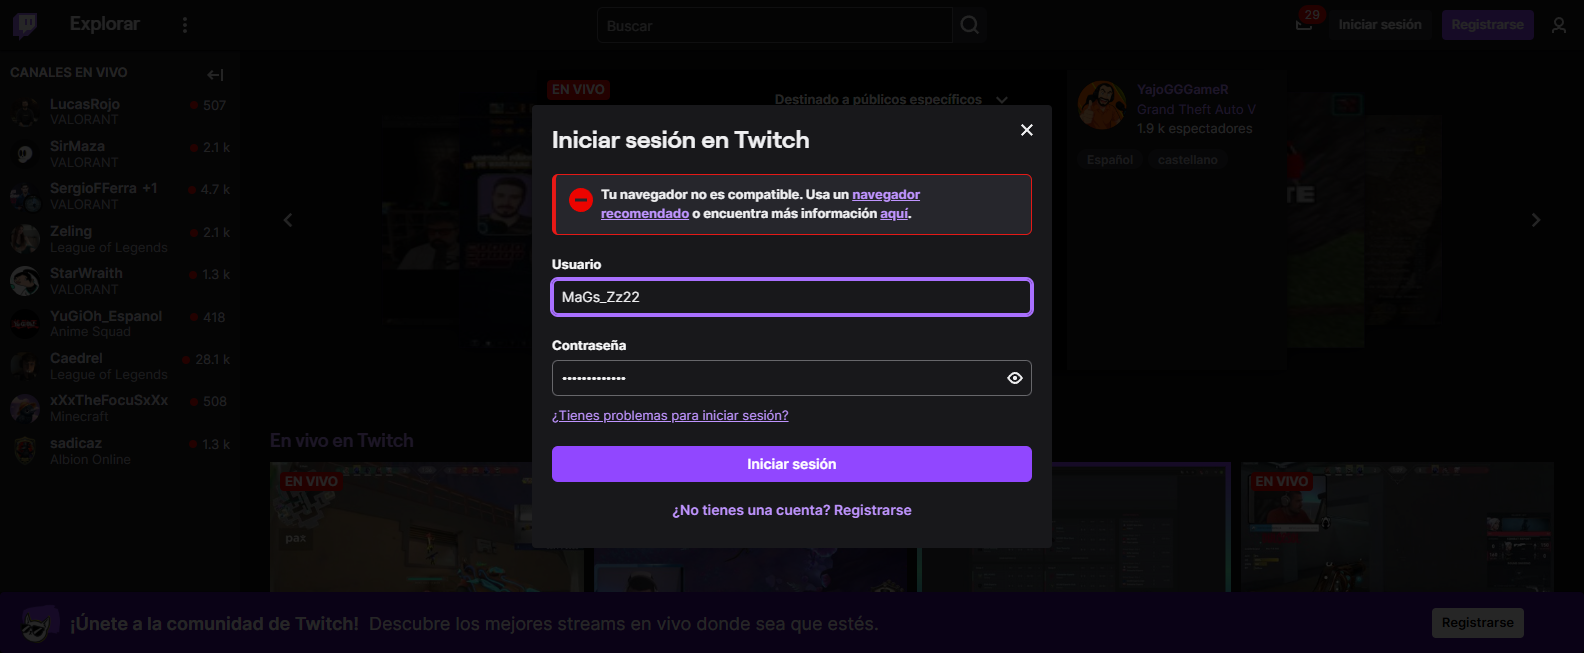 Explorar
Buscar
29
Iniciar sesión
Registrarse
CANALES EN VIVO
LucasRojo
507
VALORANT
SirMaza
2.1 k
VALORANT
SergioFFerra +1
4.7 k
VALORANT
Zeling
2.1 k
League of Legends
StarWraith
1.3 k
VALORANT
YuGiOh_Espanol
418
Anime Squad
Caedrel
28.1 k
League of Legends
xXxTheFocuSxXx
508
Minecraft
sadicaz
1.3 k
Albion Online
EN VIVO
Destinado a públicos específicos
YajoGGGameR
Grand Theft Auto V
1.9 k espectadores
Español
castellano
Iniciar sesión en Twitch
Tu navegador no es compatible. Usa un navegador
recomendado o encuentra más información aquí.
Usuario
MaGs_Zz22
Contraseña
•••••••••••••
¿Tienes problemas para iniciar sesión?
Iniciar sesión
¿No tienes una cuenta? Registrarse
En vivo en Twitch
EN VIVO
EN VIVO
¡Únete a la comunidad de Twitch! Descubre los mejores streams en vivo donde sea que estés.
Registrarse